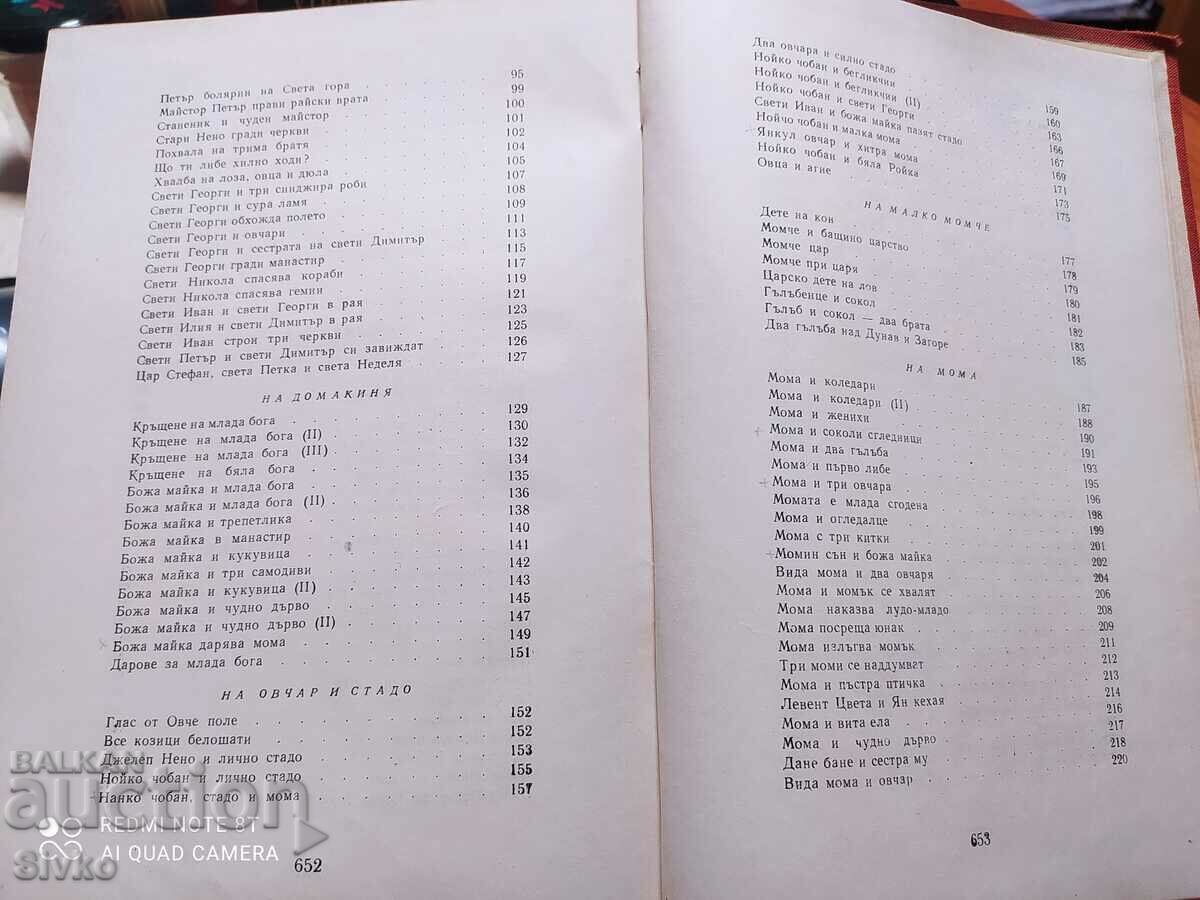 Петър болярин на Света гора 95
Майстор Петър прави райски врата 99
Станеник и чуден майстор 100
Стари Нено гради черкви 101
Похвала на трима братя 102
Що ти либе хилно ходи? 104
Хвалба на лоза, овца и дюла 105
Свети Георги и три синджира роби 107
Свети Георги и сура ламя 108
Свети Георги обхожда полето 109
Свети Георги и овчари 111
Свети Георги и сестрата на свети Димитър 113
Свети Георги гради манастир 115
Свети Никола спасява кораби 117
Свети Никола спасява гемии 119
Свети Иван и свети Георги в рая 121
Свети Илия и свети Димитър в рая 123
Свети Иван строи три черкви 125
Свети Петър и свети Димитър си завиждат 126
Цар Стефан, света Петка и света Неделя 127
НА ДОМАКИНЯ
Кръщене на млада бога 129
Кръщене на млада бога (II) 130
Кръщене на млада бога (III) 132
Кръщене на бяла бога 134
Божа майка и млада бога 135
Божа майка и млада бога (II) 136
Божа майка и трепетлика 138
Божа майка в манастир 140
Божа майка и кукувица 141
Божа майка и три самодиви 142
Божа майка и кукувица (II) 143
Божа майка и чудно дърво 145
Божа майка и чудно дърво (II) 147
Божа майка дарява мома 149
Дарове за млада бога 151
НА ОВЧАР И СТАДО
Глас от Овче поле 152
Все козици белошати 152
Джелеп Нено и лично стадо 153
Нойко чобан и лично стадо 155
Нанко чобан, стадо и мома 157
652
Два овчара и силно стадо 159
Нойко чобан и бегликчии 160
Нойко чобан и бегликчии (II) 163
Нойко чобан и свети Георги 166
Свети Иван и божа майка пазят стадо 167
Нойчо чобан и малка мома 169
Янкул овчар и хитра мома 171
Нойко чобан и бяла Ройка 173
Овца и агне 175
НА МАЛКО МОМЧЕ
Дете на кон 177
Момче и бащино царство 178
Момче цар 179
Момче при царя 180
Царско дете на лов 181
Гълъбенце и сокол 182
Гълъб и сокол — два брата 183
Два гълъба над Дунав и Загоре 185
НА МОМА
Мома и коледари 187
Мома и коледари (II) 188
Мома и женихи 190
Мома и соколи сгледници 191
Мома и два гълъба 193
Мома и първо либе 195
Мома и три овчара 196
Момата е млада сгодена 198
Мома и огледалце 199
Мома с три китки 201
Момин сън и божа майка 202
Вида мома и два овчаря 204
Мома и момък се хвалят 206
Мома наказва лудо-младо 208
Мома посреща юнак 209
Мома излъгва момък 211
Три моми се наддумват 212
Мома и пъстра птичка 213
Левент Цвета и Ян кехая 214
Мома и вита ела 216
Мома и чудно дърво 217
Дане бане и сестра му 218
Вида мома и овчар 220
653
BALKAN
auction
REDMI NOTE 8T
AI QUAD CAMERA
Sivko